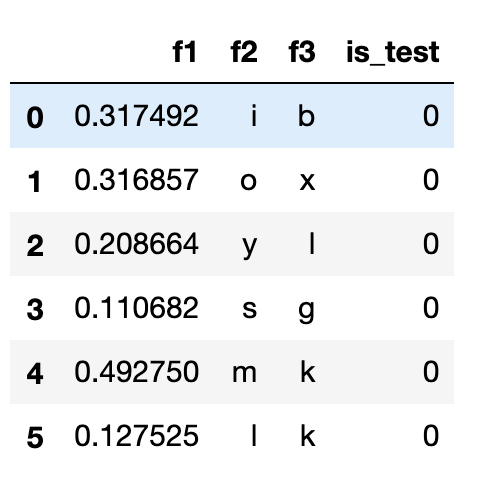 f1 f2 f3 is_test
0 0.317492 i b 0
1 0.316857 o x 0
2 0.208664 y l 0
3 0.110682 s g 0
4 0.492750 m k 0
5 0.127525 l k 0